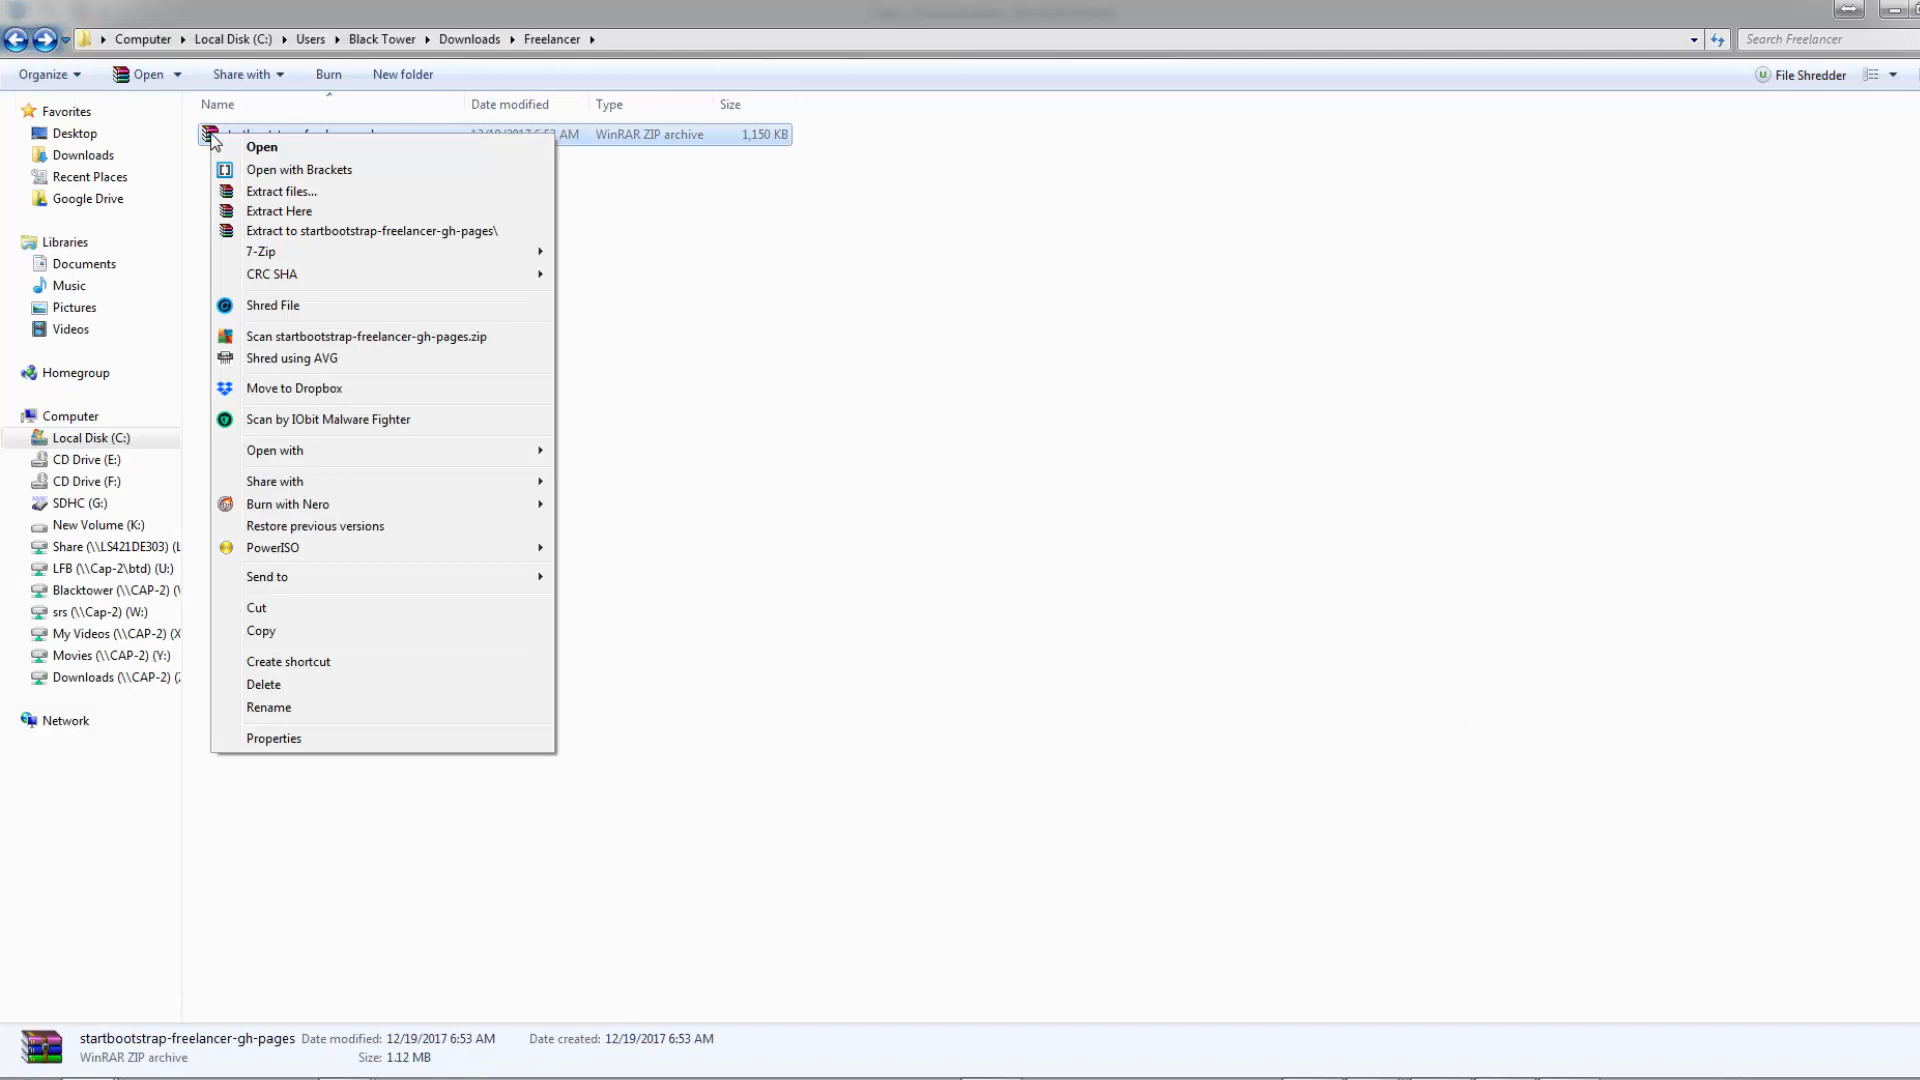 Computer Local Disk (C:) Users Black Tower Downloads Freelancer
Search Freelancer
Organize Open Share with Burn New folder
File Shredder
Name Date modified Type Size
AM WinRAR ZIP archive 1,150 KB
Favorites
Desktop
Downloads
Recent Places
Google Drive
Libraries
Documents
Music
Pictures
Videos
Homegroup
Computer
Local Disk (C:)
CD Drive (E:)
CD Drive (F:)
SDHC (G:)
New Volume (K:)
Share (\\LS421DE303) (L
LFB (\\Cap-2\btd) (U:)
Blacktower (\\CAP-2) (
srs (\\Cap-2) (W:)
My Videos (\\CAP-2) (X
Movies (\\CAP-2) (Y:)
Downloads (\\CAP-2) (
Network
Open
Open with Brackets
Extract files...
Extract Here
Extract to startbootstrap-freelancer-gh-pages\
7-Zip
CRC SHA
Shred File
Scan startbootstrap-freelancer-gh-pages.zip
Shred using AVG
Move to Dropbox
Scan by IObit Malware Fighter
Open with
Share with
Burn with Nero
Restore previous versions
PowerISO
Send to
Cut
Copy
Create shortcut
Delete
Rename
Properties
startbootstrap-freelancer-gh-pages Date modified: 12/19/2017 6:53 AM Date created: 12/19/2017 6:53 AM
WinRAR ZIP archive Size: 1.12 MB